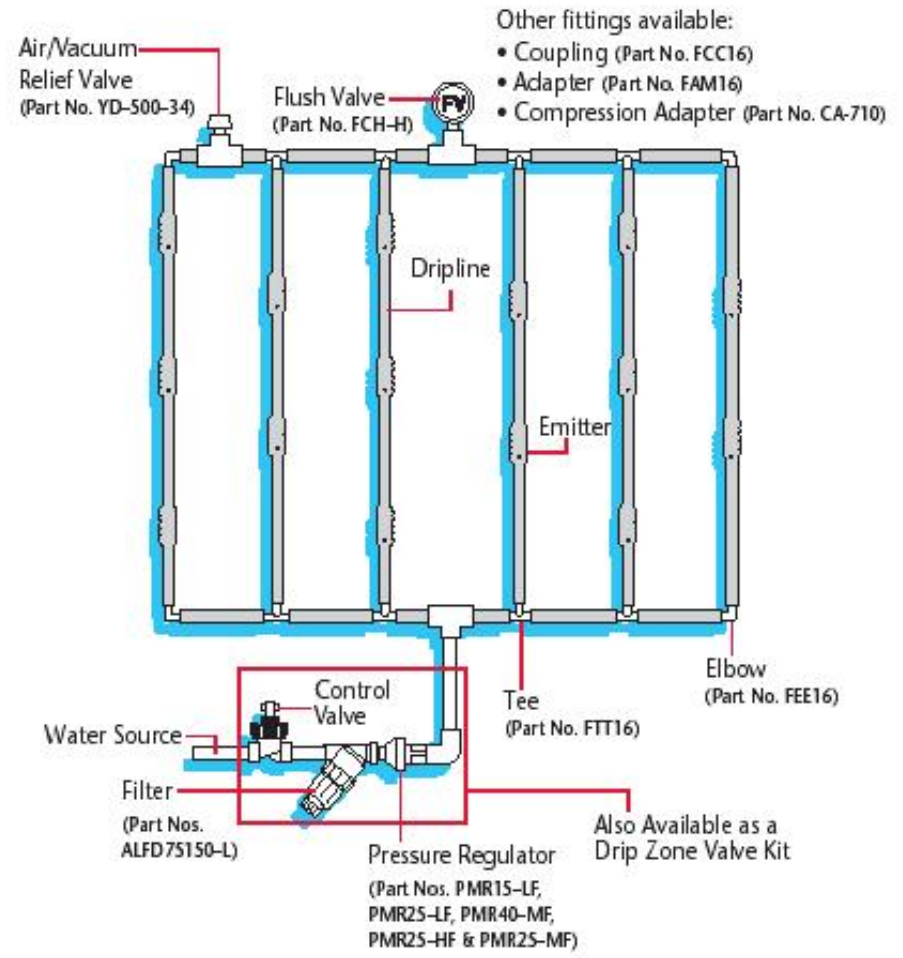 Other fittings available:
• Coupling (Part No. FCC16)
• Adapter (Part No. FAM16)
• Compression Adapter (Part No. CA-710)
Air/Vacuum
Relief Valve
(Part No. YD-500-34)
Flush Valve
(Part No. FCH-H)
FV
Dripline
Emitter
Elbow
(Part No. FEE16)
Tee
(Part No. FTT16)
Control
Valve
Water Source
Filter
(Part Nos.
ALFD75150-L)
Pressure Regulator
(Part Nos. PMR15-LF,
PMR25-LF, PMR40-MF,
PMR25-HF & PMR25-MF)
Also Available as a
Drip Zone Valve Kit